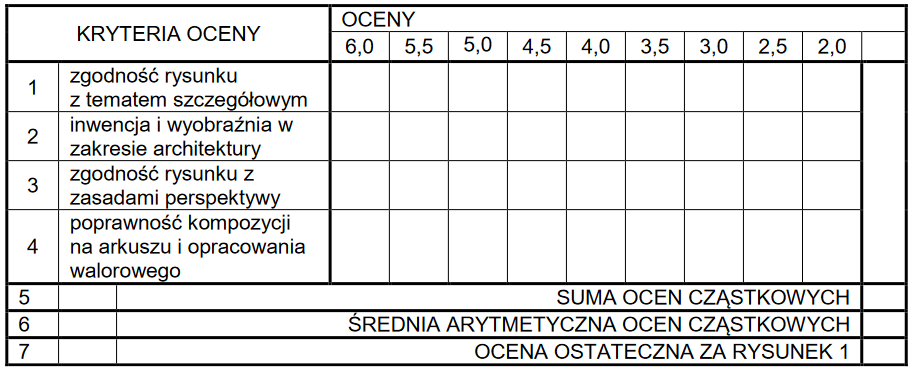 KRYTERIA OCENY
OCENY
6,0 5,5 5,0 4,5 4,0 3,5 3,0 2,5 2,0
1 zgodność rysunku
z tematem szczegółowym
2 inwencja i wyobraźnia w
zakresie architektury
3 zgodność rysunku z
zasadami perspektywy
4 poprawność kompozycji
na arkuszu i opracowania
walorowego
5 SUMA OCEN CZĄSTKOWYCH
6 ŚREDNIA ARYTMETYCZNA OCEN CZĄSTKOWYCH
7 OCENA OSTATECZNA ZA RYSUNEK 1